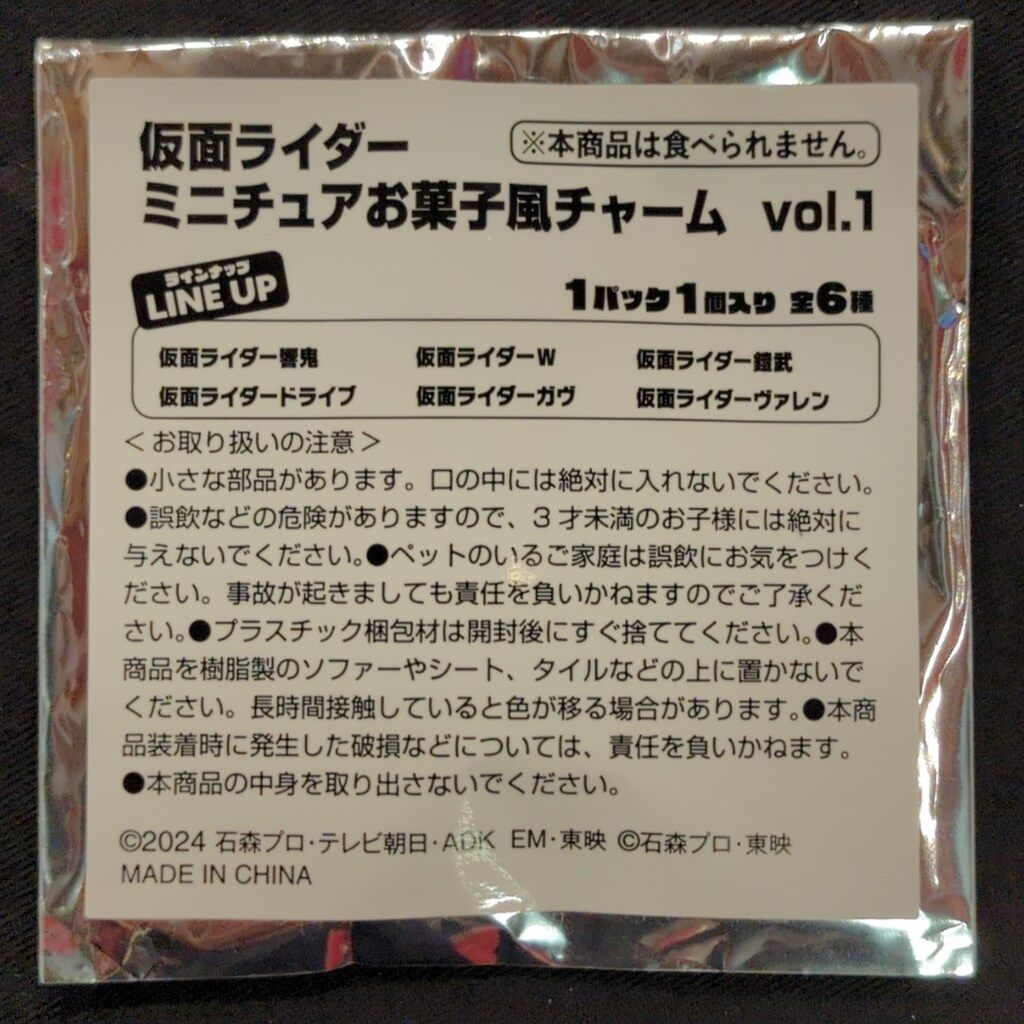 仮面ライダー
※本商品は食べられません。
ミニチュアお菓子風チャーム vol.1
ラインナップ
LINE UP
1パック1個入り 全6種
仮面ライダー響鬼 仮面ライダーW 仮面ライダー鎧武
仮面ライダードライブ 仮面ライダーガヴ 仮面ライダーヴァレン
＜お取り扱いの注意＞
●小さな部品があります。口の中には絶対に入れないでください。
●誤飲などの危険がありますので、3才未満のお子様には絶対に
与えないでください。●ペットのいるご家庭は誤飲にお気をつけく
ださい。事故が起きましても責任を負いかねますのでご了承くだ
さい。●プラスチック梱包材は開封後にすぐ捨ててください。●本
商品を樹脂製のソファーやシート、タイルなどの上に置かないで
ください。長時間接触していると色が移る場合があります。●本商
品装着時に発生した破損などについては、責任を負いかねます。
●本商品の中身を取り出さないでください。
©2024 石森プロ・テレビ朝日・ADK EM・東映 ©石森プロ・東映
MADE IN CHINA